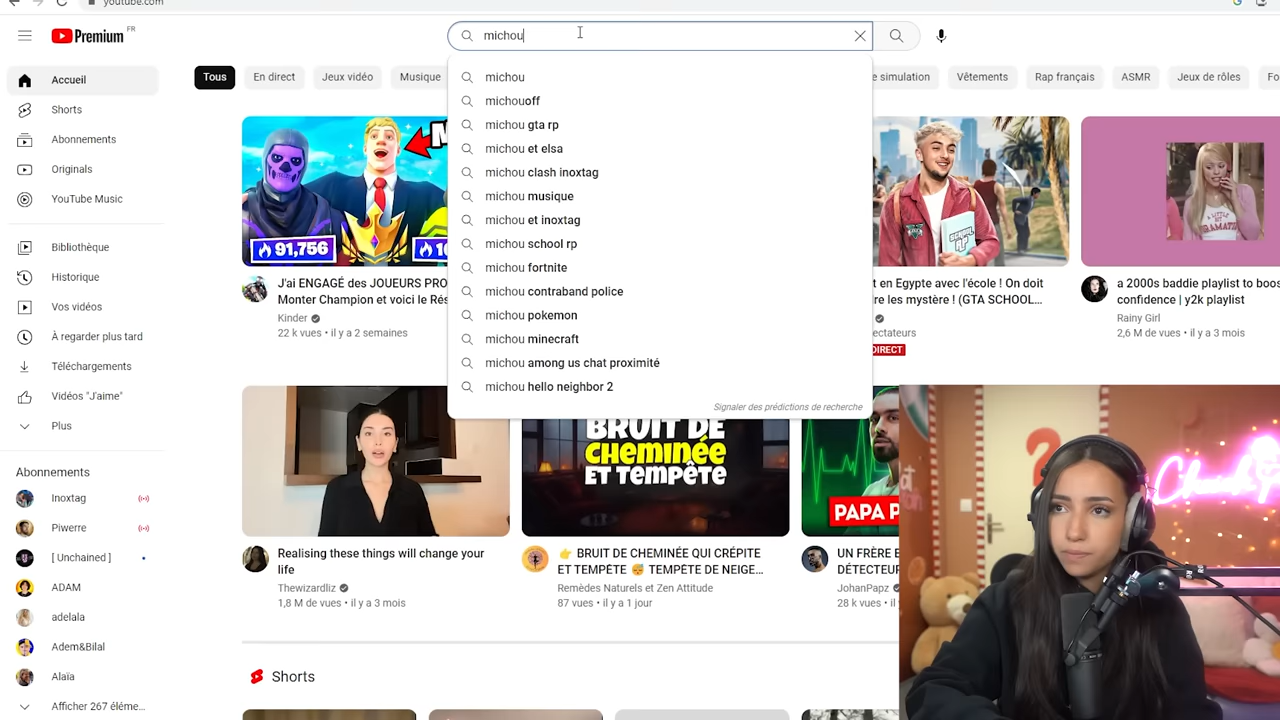 youtube.com
Premium FR
michou
Tous
En direct
Jeux vidéo
Musique
e simulation
Vêtements
Rap français
ASMR
Jeux de rôles
Fo
Accueil
Shorts
Abonnements
Originals
YouTube Music
Bibliothèque
Historique
Vos vidéos
À regarder plus tard
Téléchargements
Vidéos "J'aime"
Plus
Abonnements
Inoxtag
Piwerre
[ Unchained ]
ADAM
adelala
Adem&Bilal
Alaïa
Afficher 267 éléme...
michou
michouoff
michou gta rp
michou et elsa
michou clash inoxtag
michou musique
michou et inoxtag
michou school rp
michou fortnite
michou contraband police
michou pokemon
michou minecraft
michou among us chat proximité
michou hello neighbor 2
Signaler des prédictions de recherche
91,756
J'ai ENGAGÉ des JOUEURS PRO
Monter Champion et voici le Rés
Kinder
22 k vues • il y a 2 semaines
t en Egypte avec l'école ! On doit
re les mystère ! (GTA SCHOOL...
ectateurs
DIRECT
a 2000s baddie playlist to boos
confidence | y2k playlist
Rainy Girl
2,6 M de vues • il y a 3 mois
Realising these things will change your
life
Thewizardliz
1,8 M de vues • il y a 3 mois
BRUIT DE
CHEMINÉE
ET TEMPÊTE
👉 BRUIT DE CHEMINÉE QUI CRÉPITE
ET TEMPÊTE 😴 TEMPÊTE DE NEIGE...
Remèdes Naturels et Zen Attitude
87 vues • il y a 1 jour
PAPA P
UN FRÈRE E
DÉTECTEUR
JohanPapz
28 k vues • il y
Shorts